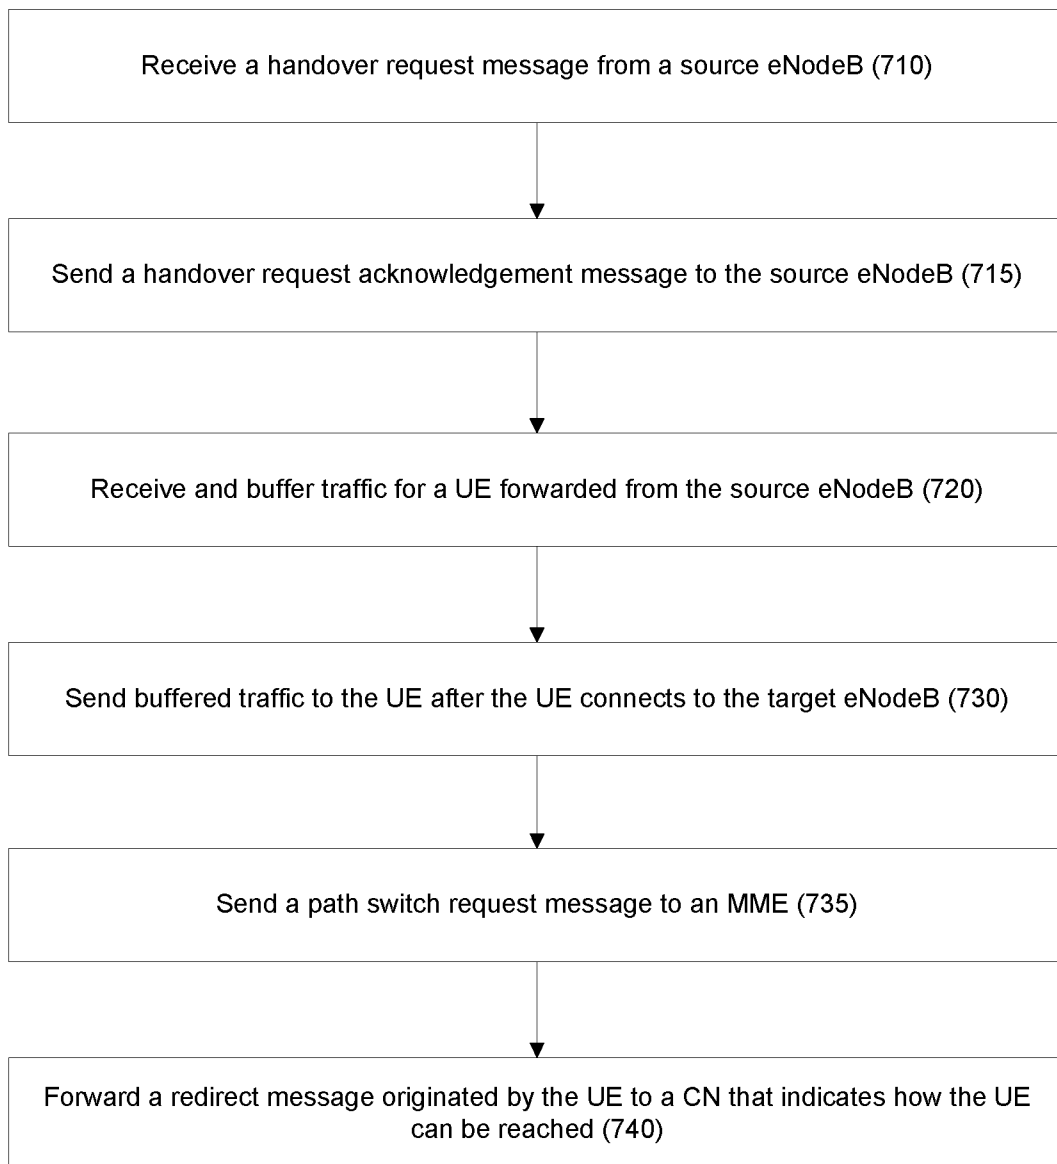 Receive a handover request message from a source eNodeB (710)
Send a handover request acknowledgement message to the source eNodeB (715)
Receive and buffer traffic for a UE forwarded from the source eNodeB (720)
Send buffered traffic to the UE after the UE connects to the target eNodeB (730)
Send a path switch request message to an MME (735)
Forward a redirect message originated by the UE to a CN that indicates how the UE
can be reached (740)